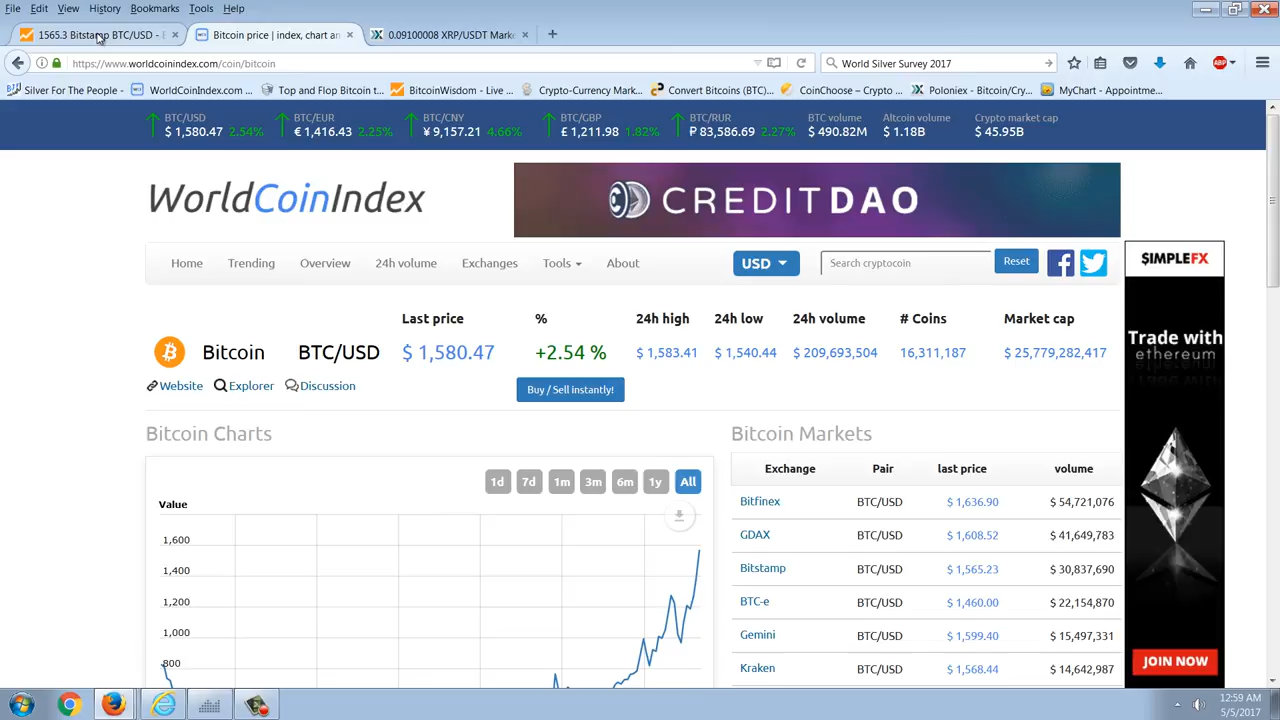 File Edit View History Bookmarks Tools Help
1565.3 Bitstamp BTC/USD - Bitcoin price | index, chart an 0.09100008 XRP/USDT Mark
https://www.worldcoinindex.com/coin/bitcoin World Silver Survey 2017 ABP
Silver For The People - WorldCoinIndex.com ... Top and Flop Bitcoin t... BitcoinWisdom - Live ... Crypto-Currency Mark... Convert Bitcoins (BTC)... CoinChoose – Crypto ... Poloniex - Bitcoin/Cry... MyChart - Appointme...
BTC/USD BTC/EUR BTC/CNY BTC/GBP BTC/RUR BTC volume Altcoin volume Crypto market cap
$ 1,580.47 2.54% € 1,416.43 2.25% ¥ 9,157.21 4.66% £ 1,211.98 1.82% ₽ 83,586.69 2.27% $ 490.82M $ 1.18B $ 45.95B
WorldCoinIndex
CREDITDAO
Home Trending Overview 24h volume Exchanges Tools About USD Search cryptocoin Reset
$IMPLEFX
Last price % 24h high 24h low 24h volume # Coins Market cap
Bitcoin BTC/USD $ 1,580.47 +2.54 % $ 1,583.41 $ 1,540.44 $ 209,693,504 16,311,187 $ 25,779,282,417
Website Explorer Discussion Buy / Sell instantly!
Trade with
ethereum
Bitcoin Charts
1d 7d 1m 3m 6m 1y All
Value
1,600
1,400
1,200
1,000
800
Bitcoin Markets
Exchange Pair last price volume
Bitfinex BTC/USD $ 1,636.90 $ 54,721,076
GDAX BTC/USD $ 1,608.52 $ 41,649,783
Bitstamp BTC/USD $ 1,565.23 $ 30,837,690
BTC-e BTC/USD $ 1,460.00 $ 22,154,870
Gemini BTC/USD $ 1,599.40 $ 15,497,331
Kraken BTC/USD $ 1,568.44 $ 14,642,987
JOIN NOW
12:59 AM
5/5/2017